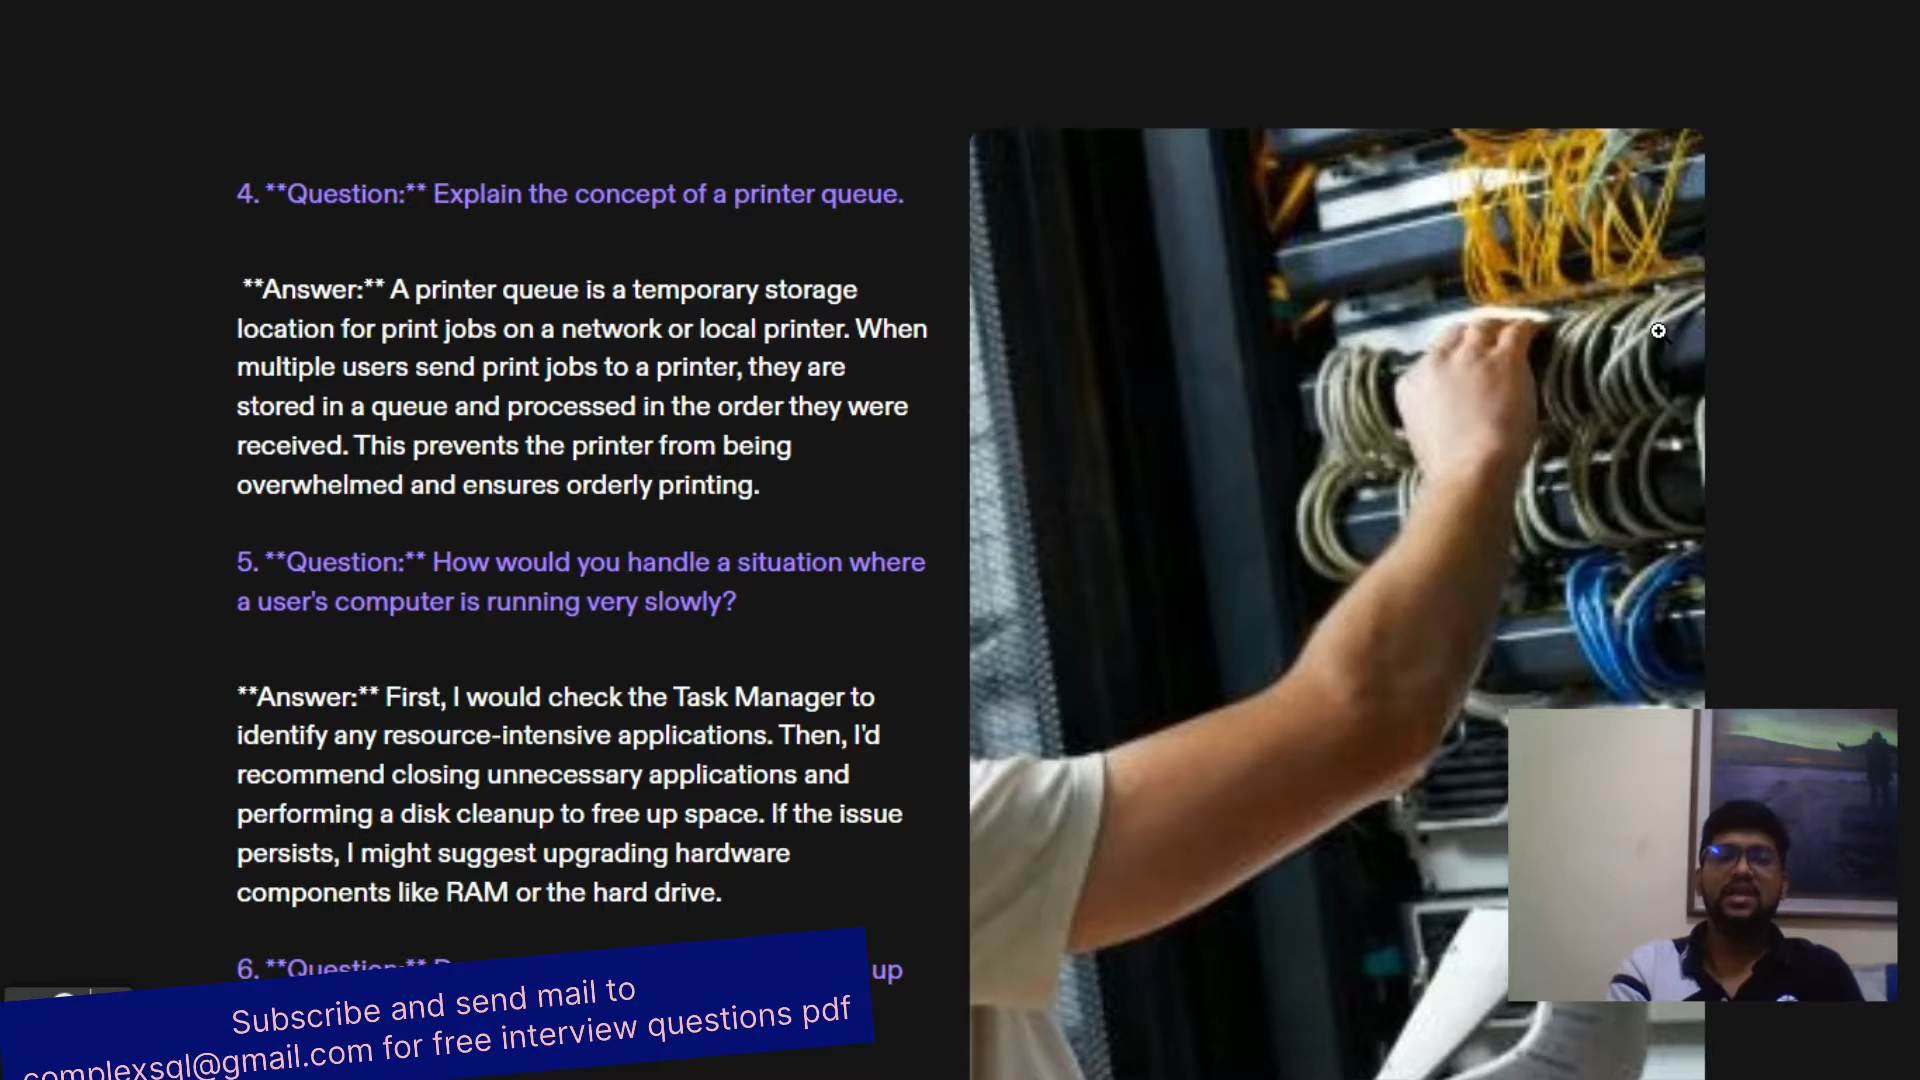 4. **Question:** Explain the concept of a printer queue.
**Answer:** A printer queue is a temporary storage
location for print jobs on a network or local printer. When
multiple users send print jobs to a printer, they are
stored in a queue and processed in the order they were
received. This prevents the printer from being
overwhelmed and ensures orderly printing.
5. **Question:** How would you handle a situation where
a user's computer is running very slowly?
**Answer:** First, I would check the Task Manager to
identify any resource-intensive applications. Then, I'd
recommend closing unnecessary applications and
performing a disk cleanup to free up space. If the issue
persists, I might suggest upgrading hardware
components like RAM or the hard drive.
6. **Question:** up
Subscribe and send mail to
complexsql@gmail.com for free interview questions pdf